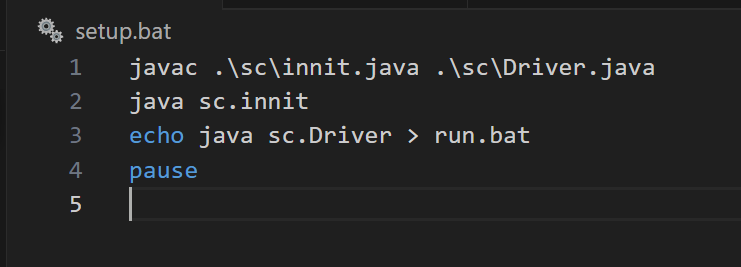 setup.bat
1 javac .\sc\innit.java .\sc\Driver.java
2 java sc.innit
3 echo java sc.Driver > run.bat
4 pause
5